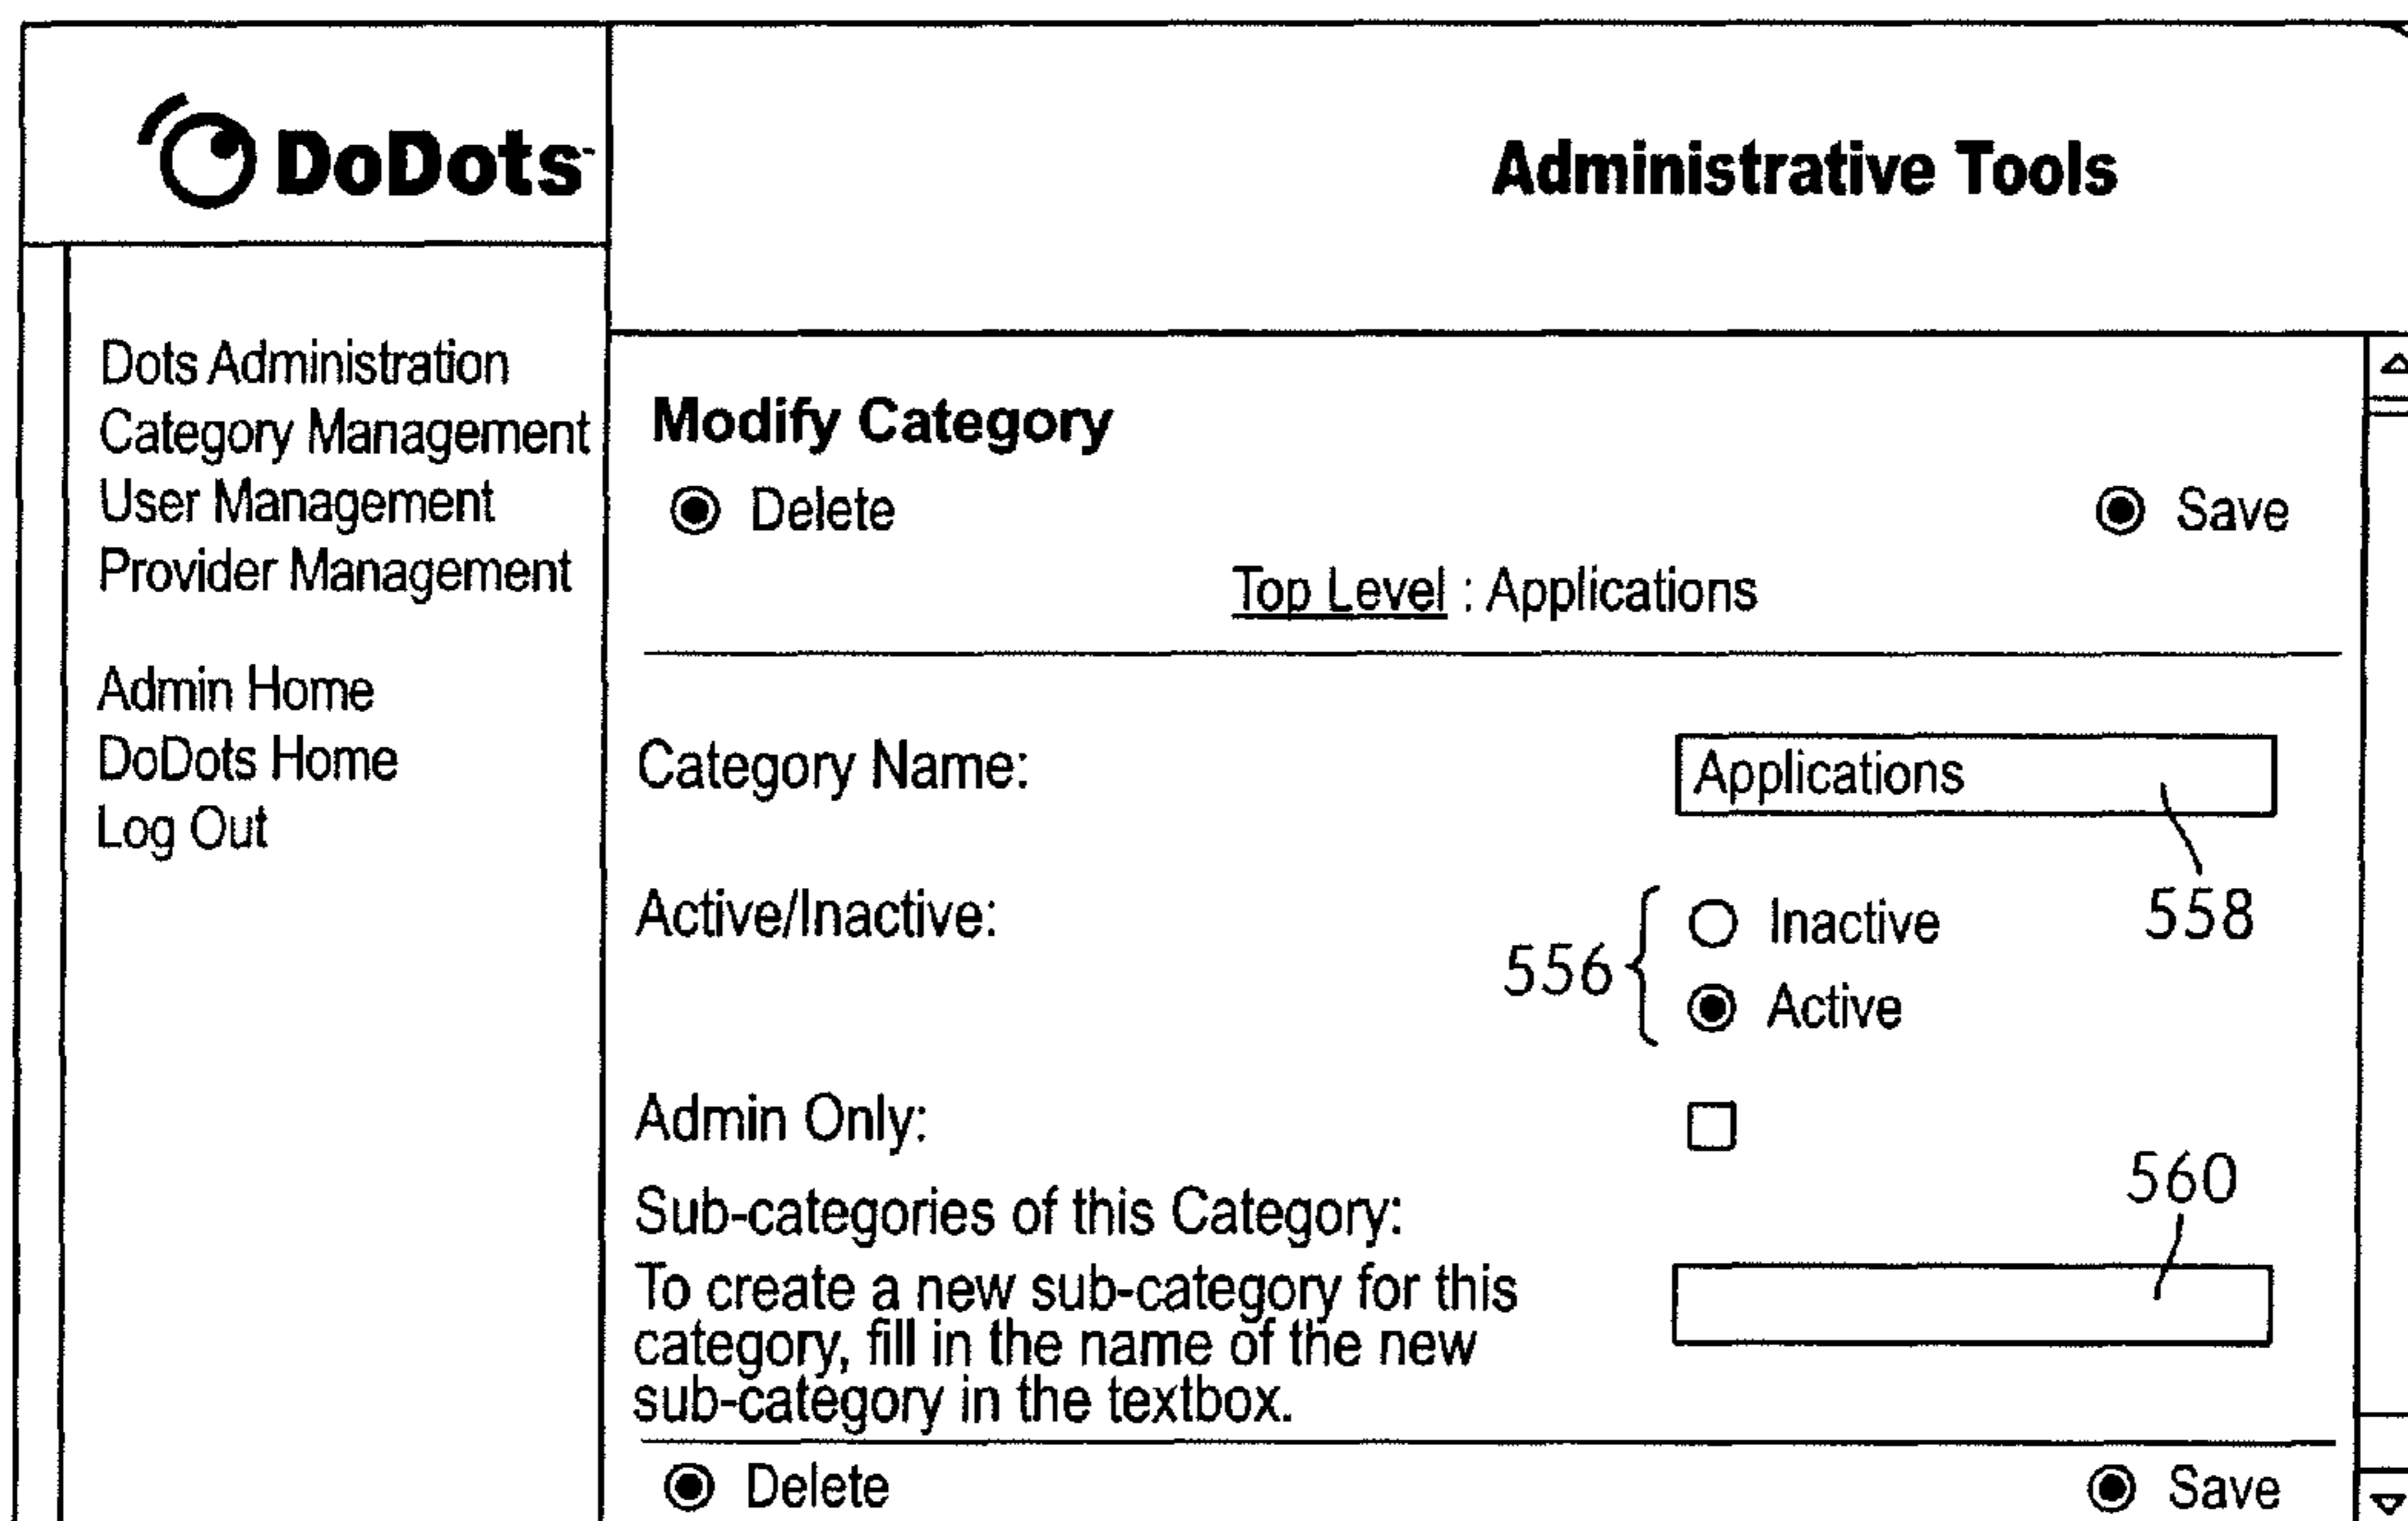 DoDots™
Administrative Tools
Dots Administration
Category Management
User Management
Provider Management
Admin Home
DoDots Home
Log Out
Modify Category
Delete
Save
Top Level : Applications
Category Name:
Applications
558
Active/Inactive:
556
Inactive
Active
Admin Only:
560
Sub-categories of this Category:
To create a new sub-category for this
category, fill in the name of the new
sub-category in the textbox.
Delete
Save